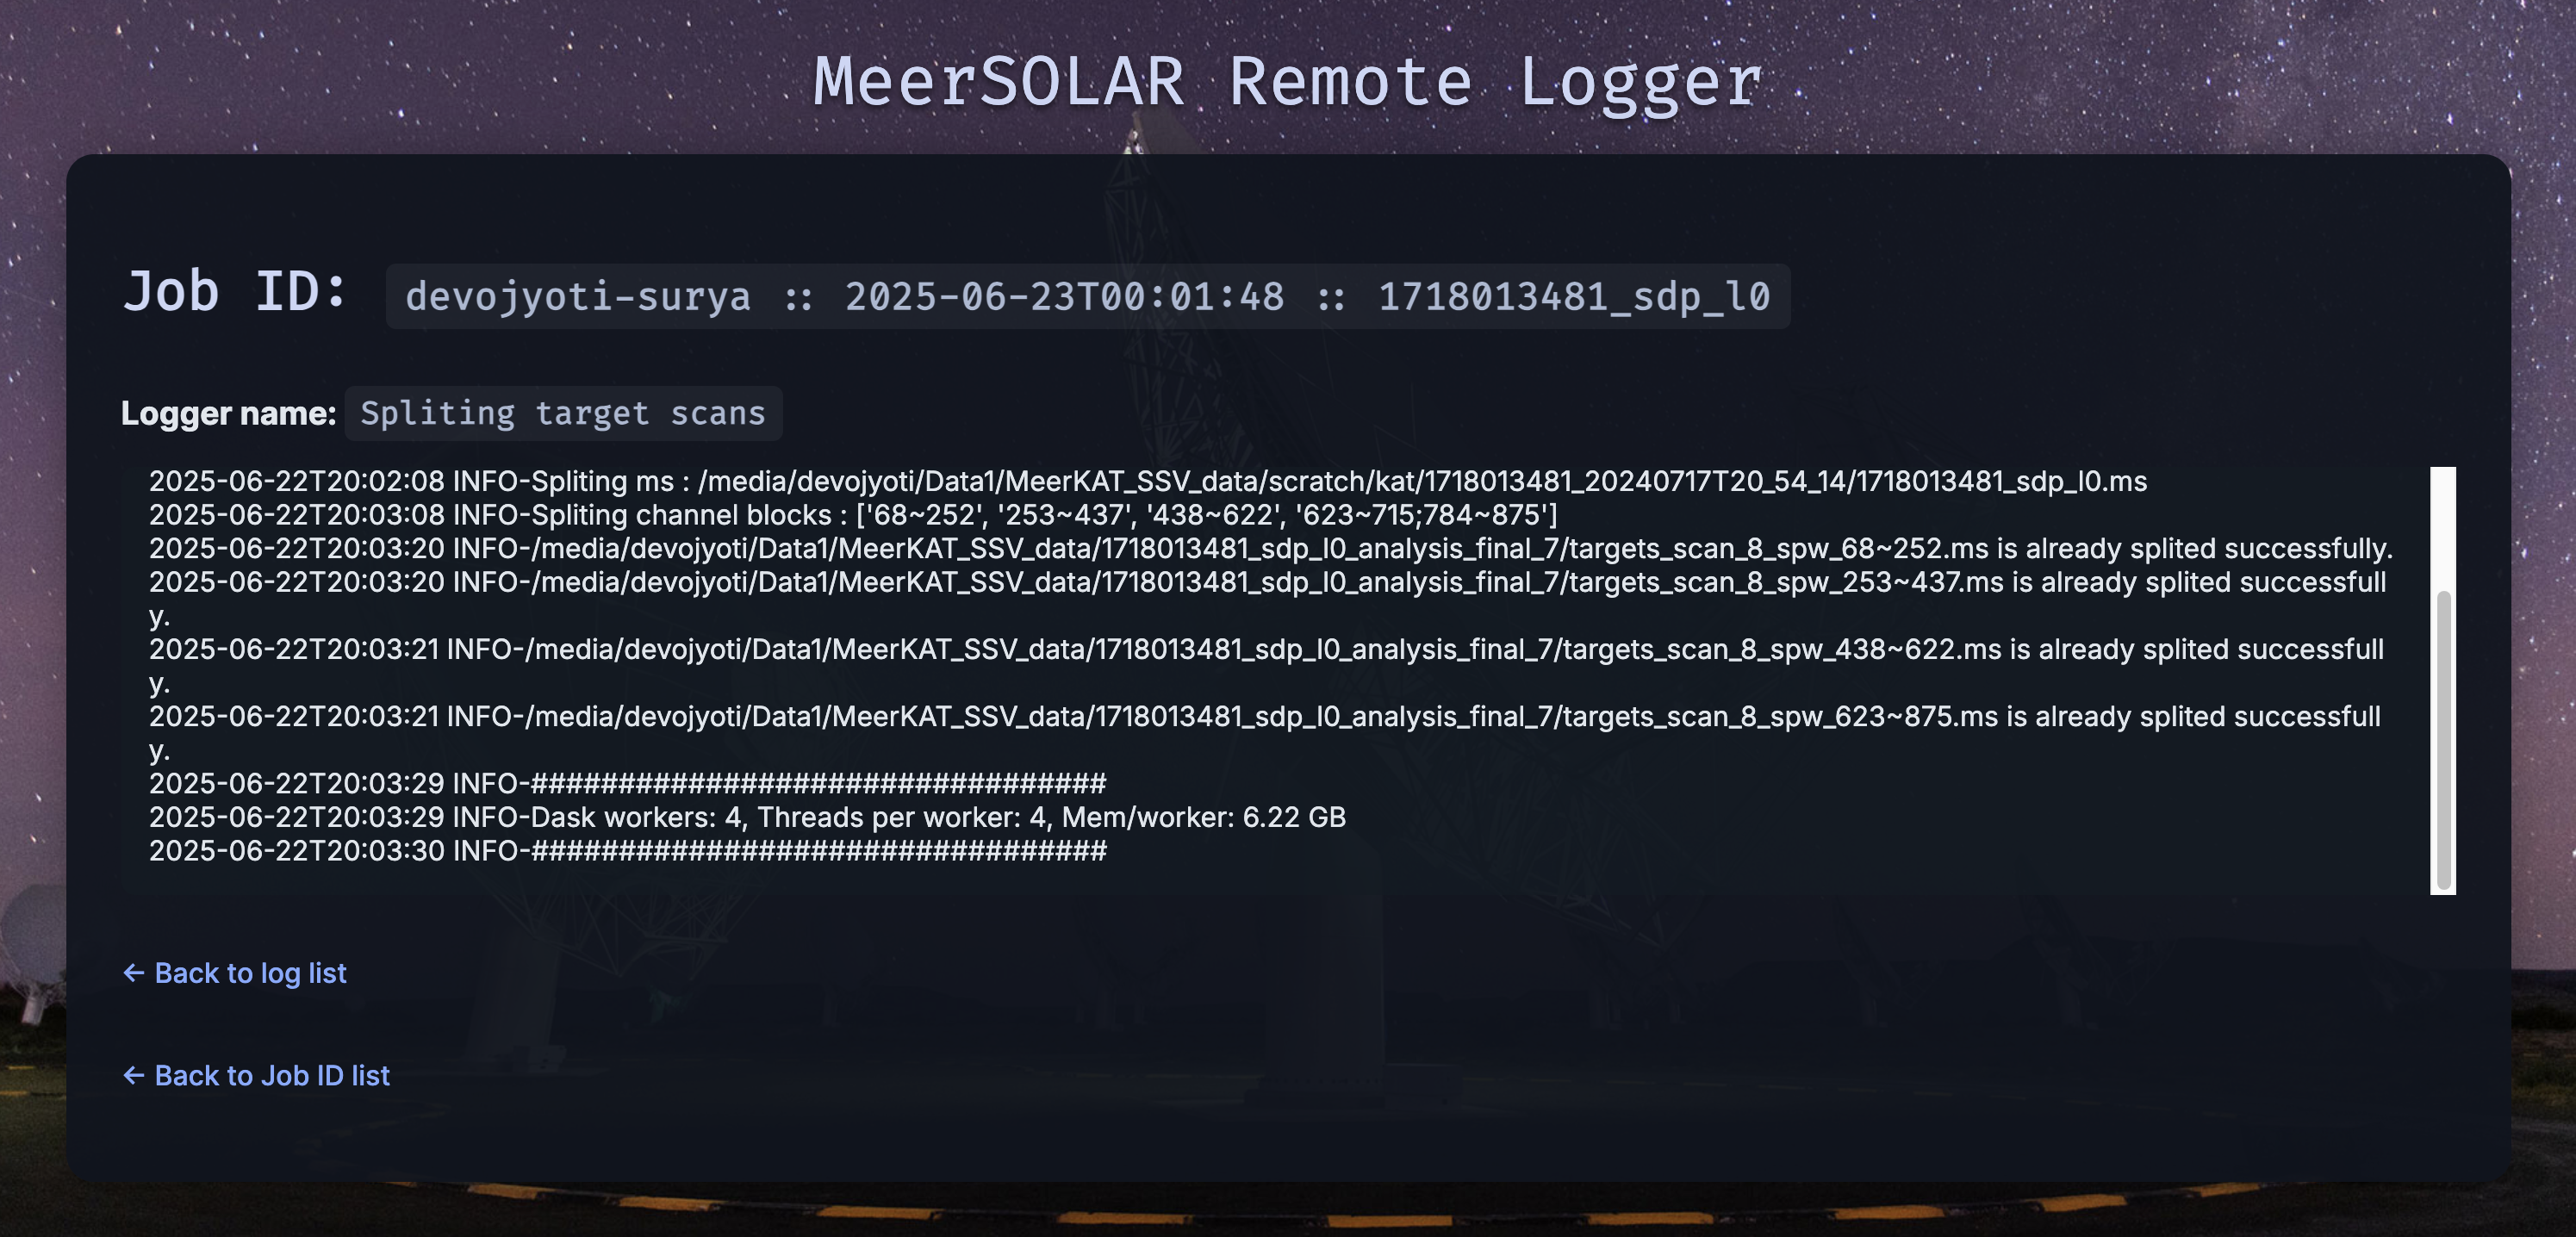 MeerSOLAR Remote Logger
Job ID: devojyoti-surya :: 2025-06-23T00:01:48 :: 1718013481_sdp_l0
Logger name: Spliting target scans
2025-06-22T20:02:08 INFO-Spliting ms : /media/devojyoti/Data1/MeerKAT_SSV_data/scratch/kat/1718013481_20240717T20_54_14/1718013481_sdp_l0.ms
2025-06-22T20:03:08 INFO-Spliting channel blocks : ['68~252', '253~437', '438~622', '623~715;784~875']
2025-06-22T20:03:20 INFO-/media/devojyoti/Data1/MeerKAT_SSV_data/1718013481_sdp_l0_analysis_final_7/targets_scan_8_spw_68~252.ms is already splited successfully.
2025-06-22T20:03:20 INFO-/media/devojyoti/Data1/MeerKAT_SSV_data/1718013481_sdp_l0_analysis_final_7/targets_scan_8_spw_253~437.ms is already splited successfull
y.
2025-06-22T20:03:21 INFO-/media/devojyoti/Data1/MeerKAT_SSV_data/1718013481_sdp_l0_analysis_final_7/targets_scan_8_spw_438~622.ms is already splited successfull
y.
2025-06-22T20:03:21 INFO-/media/devojyoti/Data1/MeerKAT_SSV_data/1718013481_sdp_l0_analysis_final_7/targets_scan_8_spw_623~875.ms is already splited successfull
y.
2025-06-22T20:03:29 INFO-#################################
2025-06-22T20:03:29 INFO-Dask workers: 4, Threads per worker: 4, Mem/worker: 6.22 GB
2025-06-22T20:03:30 INFO-#################################
← Back to log list
← Back to Job ID list